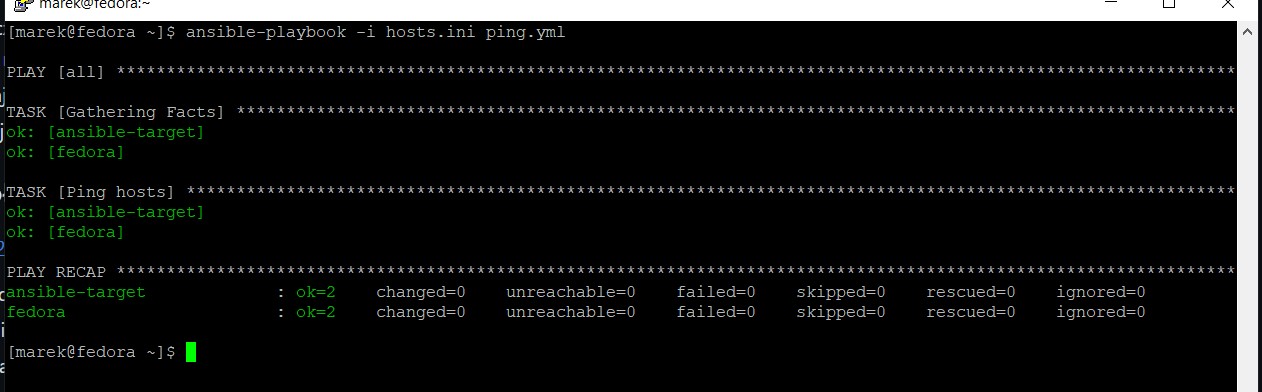 marek@fedora:~
[marek@fedora ~]$ ansible-playbook -i hosts.ini ping.yml
PLAY [all] ****************************************************************************************************************
TASK [Gathering Facts] ****************************************************************************************************
ok: [ansible-target]
ok: [fedora]
TASK [Ping hosts] *********************************************************************************************************
ok: [ansible-target]
ok: [fedora]
PLAY RECAP ****************************************************************************************************************
ansible-target             : ok=2    changed=0    unreachable=0    failed=0    skipped=0    rescued=0    ignored=0
fedora                     : ok=2    changed=0    unreachable=0    failed=0    skipped=0    rescued=0    ignored=0
[marek@fedora ~]$